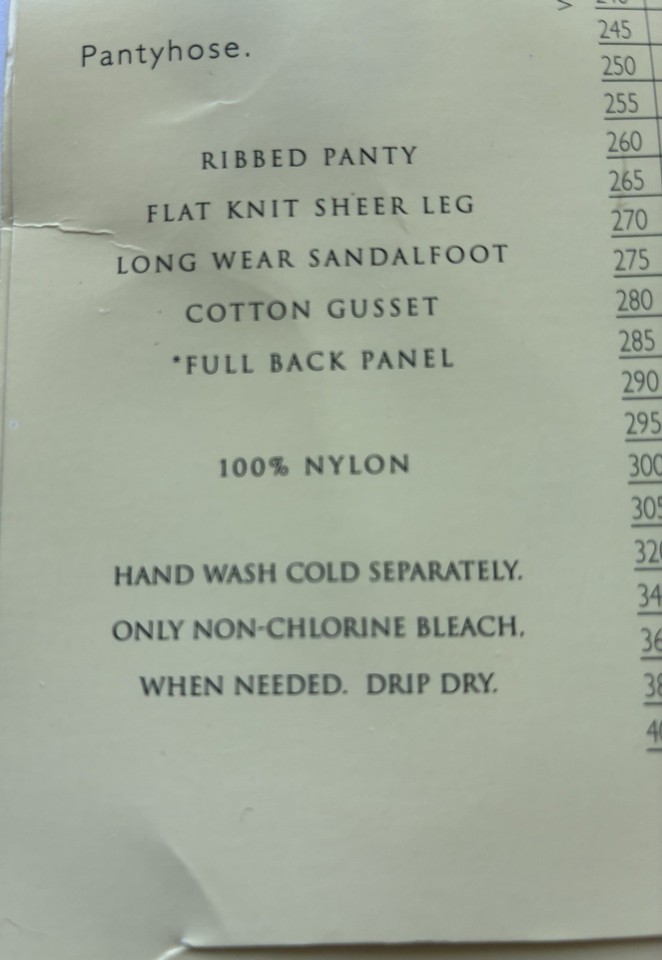 Pantyhose.
RIBBED PANTY
FLAT KNIT SHEER LEG
LONG WEAR SANDALFOOT
COTTON GUSSET
*FULL BACK PANEL
100% NYLON
HAND WASH COLD SEPARATELY.
ONLY NON-CHLORINE BLEACH,
WHEN NEEDED. DRIP DRY.
245
250
255
260
265
270
275
280
285
290
295
300
305